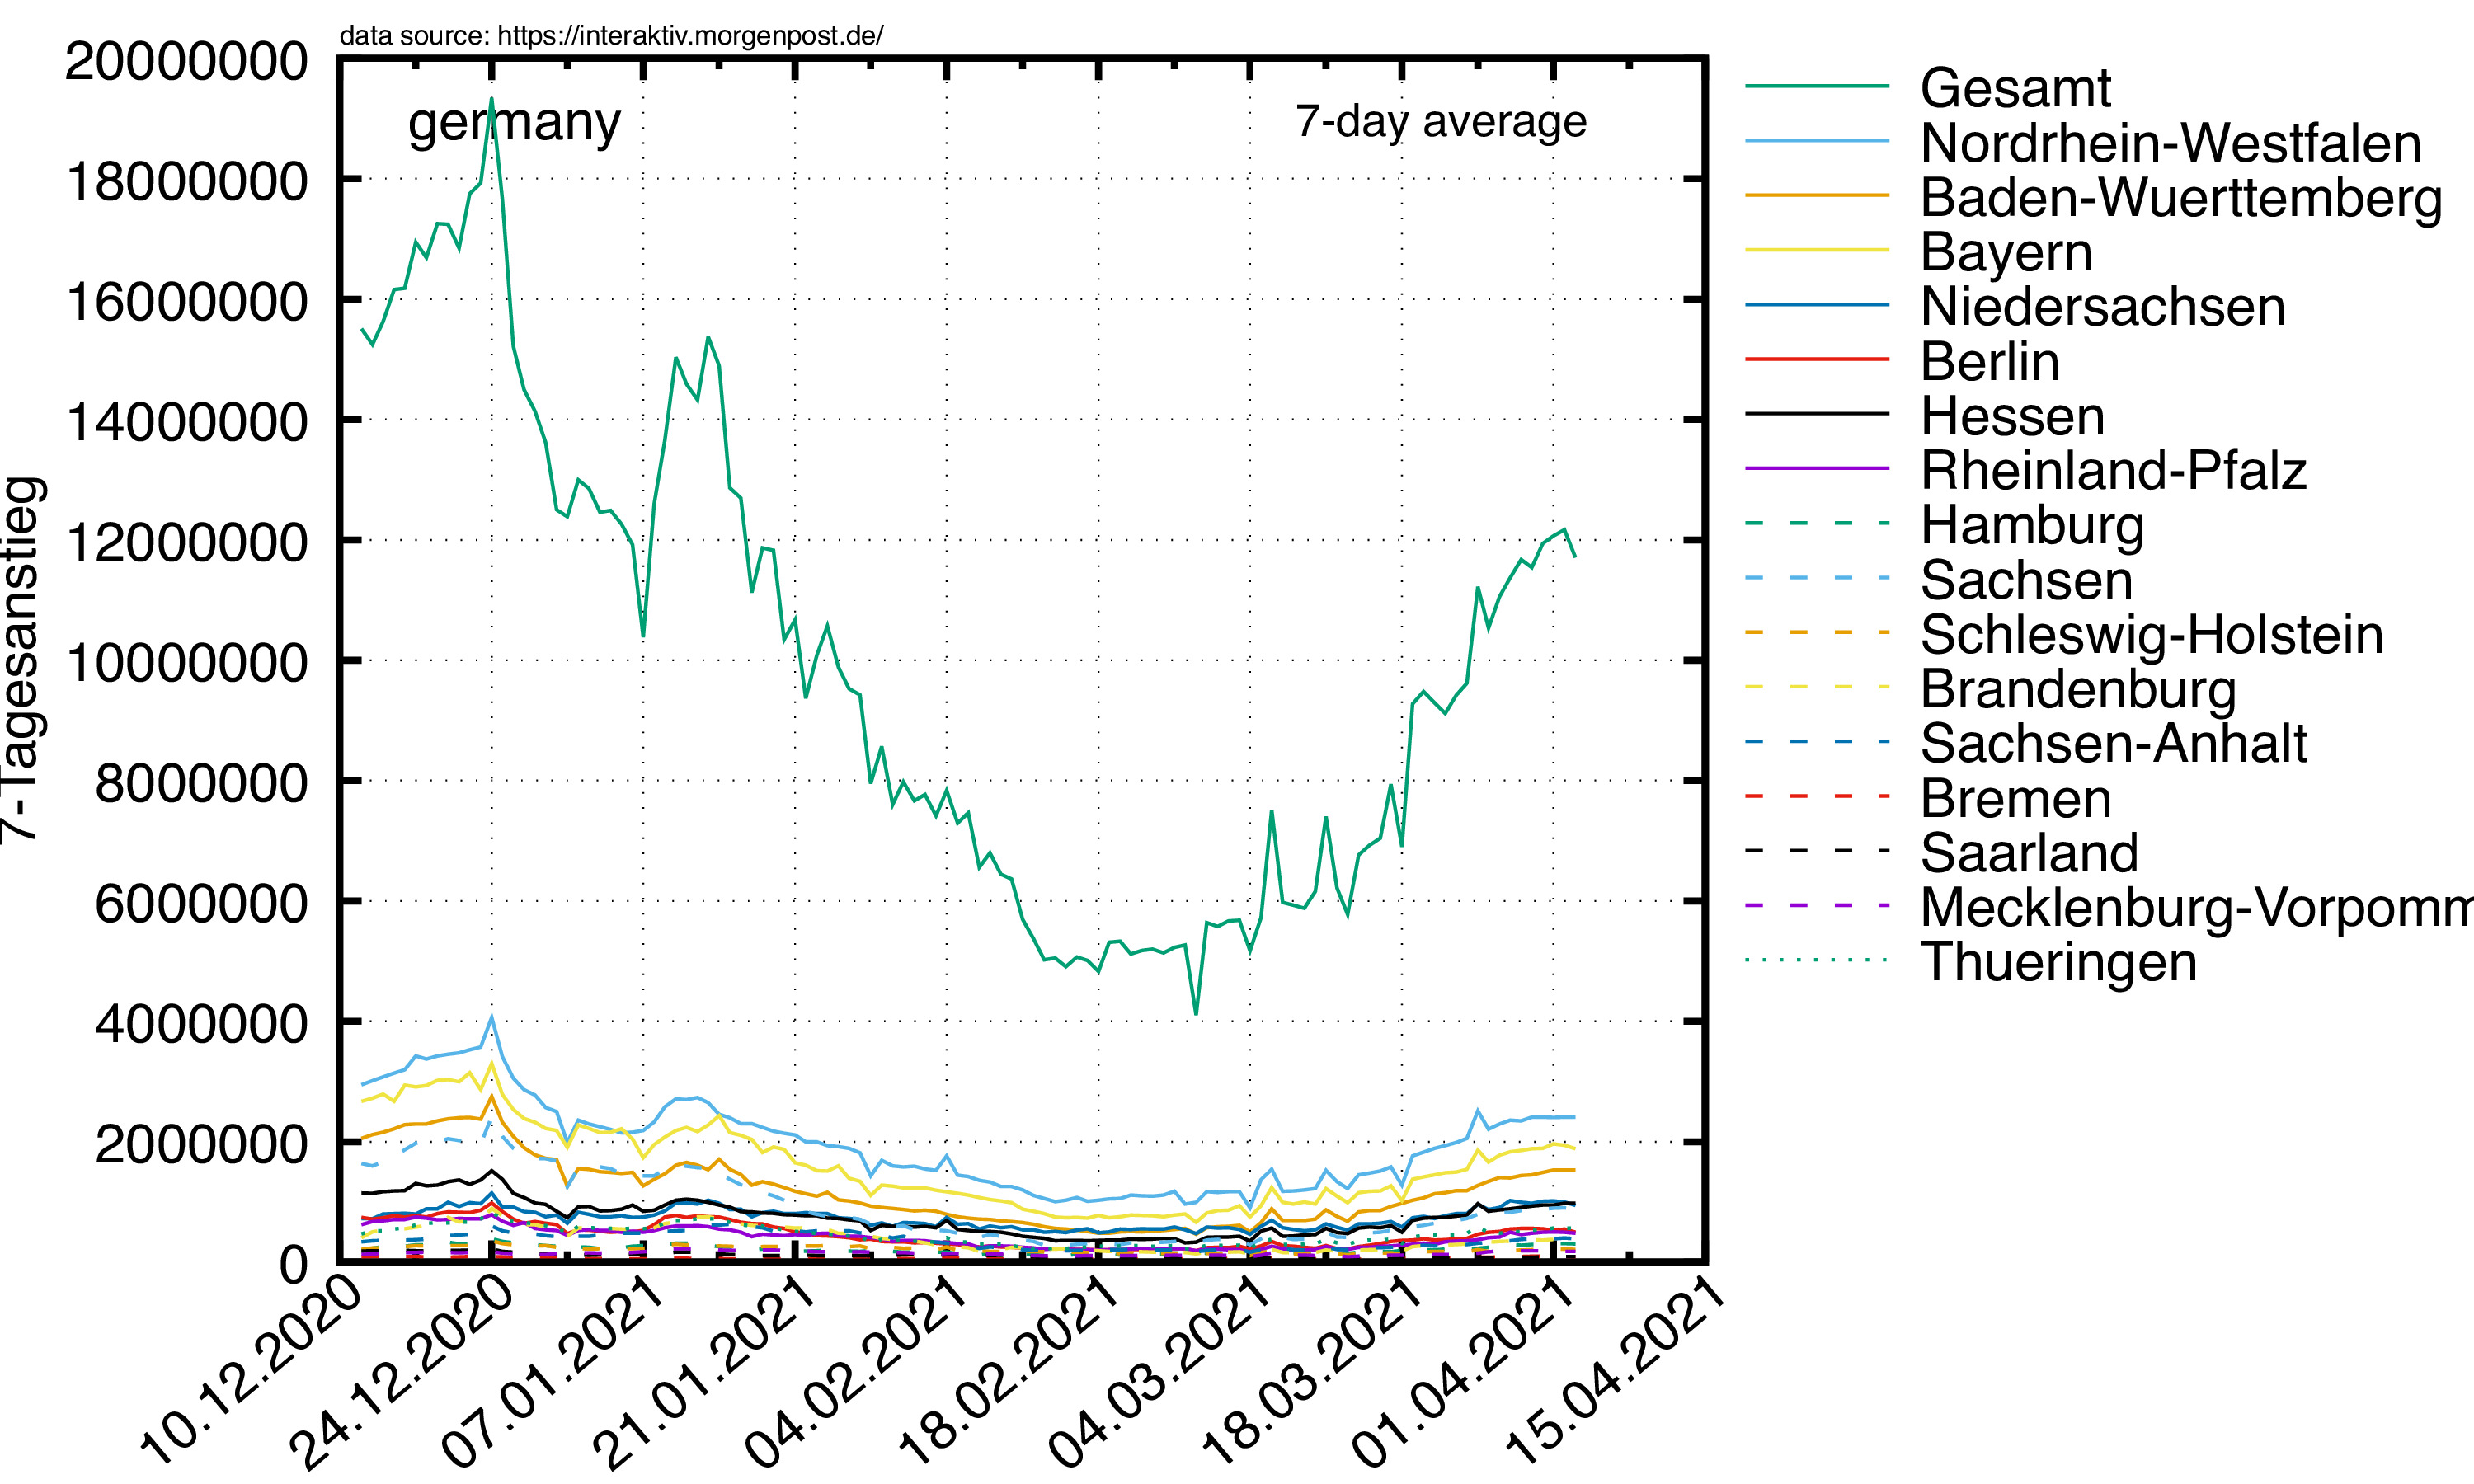 data source: https://interaktiv.morgenpost.de/
germany
7-day average
7-Tagesanstieg
20000000
18000000
16000000
14000000
12000000
10000000
8000000
6000000
4000000
2000000
0
10.12.2020
24.12.2020
07.01.2021
21.01.2021
04.02.2021
18.02.2021
04.03.2021
18.03.2021
01.04.2021
15.04.2021
Gesamt
Nordrhein-Westfalen
Baden-Wuerttemberg
Bayern
Niedersachsen
Berlin
Hessen
Rheinland-Pfalz
Hamburg
Sachsen
Schleswig-Holstein
Brandenburg
Sachsen-Anhalt
Bremen
Saarland
Mecklenburg-Vorpomm
Thueringen